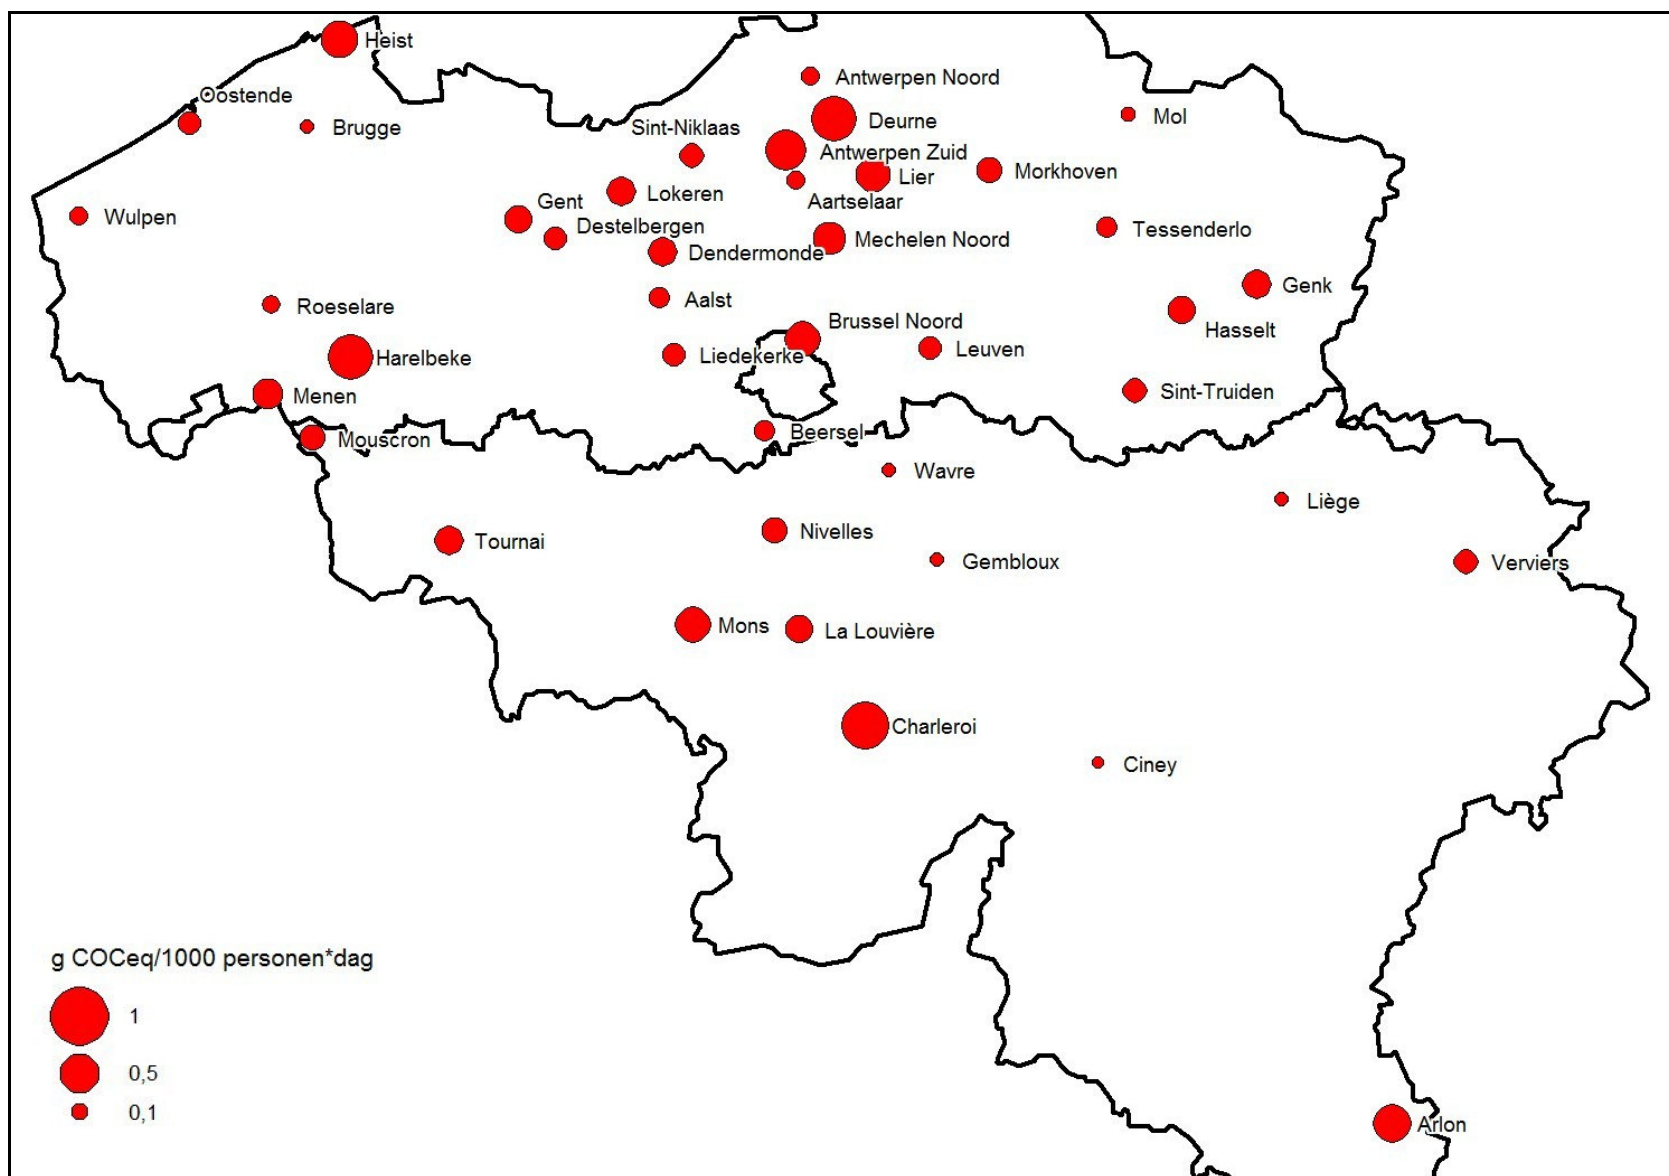 Heist
Oostende
Antwerpen Noord
Brugge
Deurne
Mol
Sint-Niklaas
Antwerpen Zuid
Morkhoven
Lier
Lokeren
Gent
Aartselaar
Wulpen
Destelbergen
Tessenderlo
Mechelen Noord
Dendermonde
Genk
Aalst
Roeselare
Brussel Noord
Hasselt
Harelbeke
Liedekerke
Leuven
Menen
Sint-Truiden
Mouscron
Beersel
Wavre
Liège
Nivelles
Tournai
Gembloux
Verviers
Mons
La Louvière
Charleroi
Ciney
g COCeq/1000 personen*dag
1
0,5
0,1
Arlon